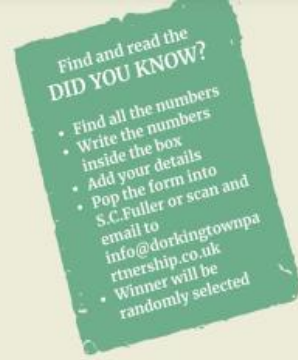 Find and read the
DID YOU KNOW?
• Find all the numbers
• Write the numbers
inside the box
• Add your details
• Pop the form into
S.C.Fuller or scan and
email to
info@dorkingtownpa
rtnership.co.uk
• Winner will be
randomly selected